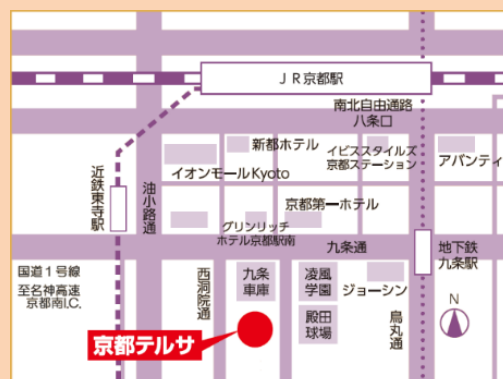 JR京都駅
南北自由通路
八条口
新都ホテル
イビススタイルズ
京都ステーション
アバンティ
イオンモールKyoto
近鉄東寺駅
油小路通
京都第一ホテル
グリンリッチ
ホテル京都駅南
九条通
地下鉄
九条駅
国道1号線
至名神高速
京都南I.C.
西洞院通
九条
車庫
凌風
学園
ジョーシン
烏丸通
N
殿田
球場
京都テルサ